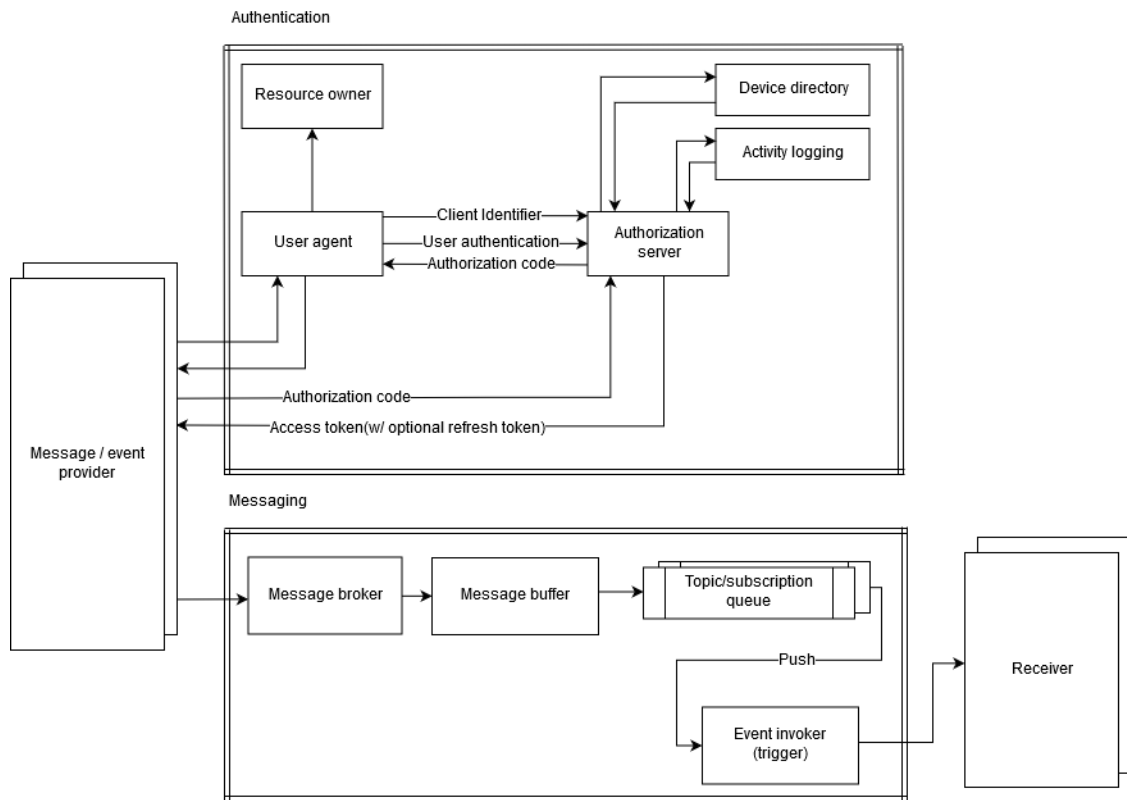 Authentication
Resource owner
Device directory
Activity logging
Client Identifier
User agent
User authentication
Authorization
server
Authorization code
Authorization code
Access token(w/ optional refresh token)
Message / event
provider
Messaging
Message broker
Message buffer
Topic/subscription
queue
Push
Receiver
Event invoker
(trigger)